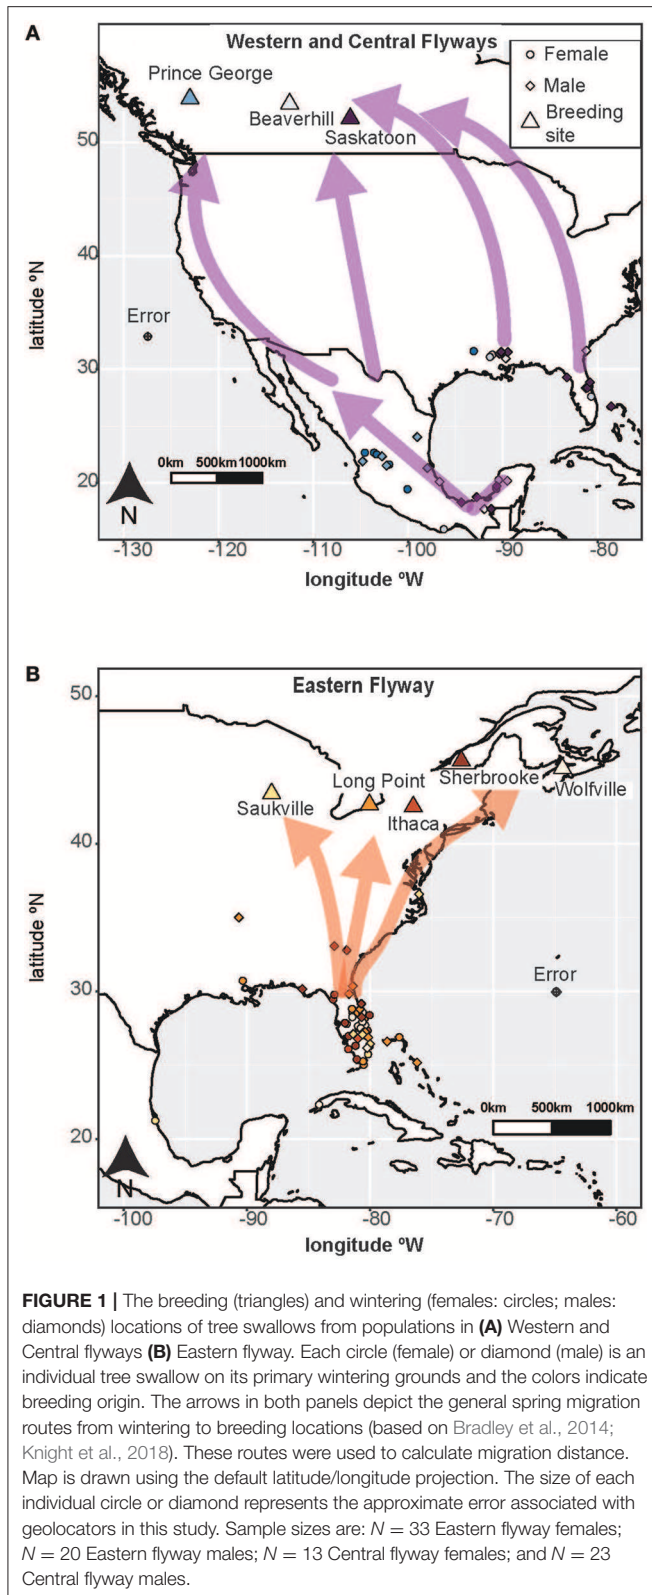 A
Western and Central Flyways
Female
Male
Breeding
site
Prince George
Beaverhill
Saskatoon
50
40
30
20
latitude ºN
Error
0km 500km1000km
N
-130 -120 -110 -100 -90 -80
longitude ºW
B
Eastern Flyway
50
40
30
20
latitude ºN
Saukville
Long Point
Ithaca
Sherbrooke
Wolfville
Error
0km 500km 1000km
N
-100 -90 -80 -70 -60
longitude ºW
FIGURE 1 | The breeding (triangles) and wintering (females: circles; males:
diamonds) locations of tree swallows from populations in (A) Western and
Central flyways (B) Eastern flyway. Each circle (female) or diamond (male) is an
individual tree swallow on its primary wintering grounds and the colors indicate
breeding origin. The arrows in both panels depict the general spring migration
routes from wintering to breeding locations (based on Bradley et al., 2014;
Knight et al., 2018). These routes were used to calculate migration distance.
Map is drawn using the default latitude/longitude projection. The size of each
individual circle or diamond represents the approximate error associated with
geolocators in this study. Sample sizes are: N = 33 Eastern flyway females;
N = 20 Eastern flyway males; N = 13 Central flyway females; and N = 23
Central flyway males.